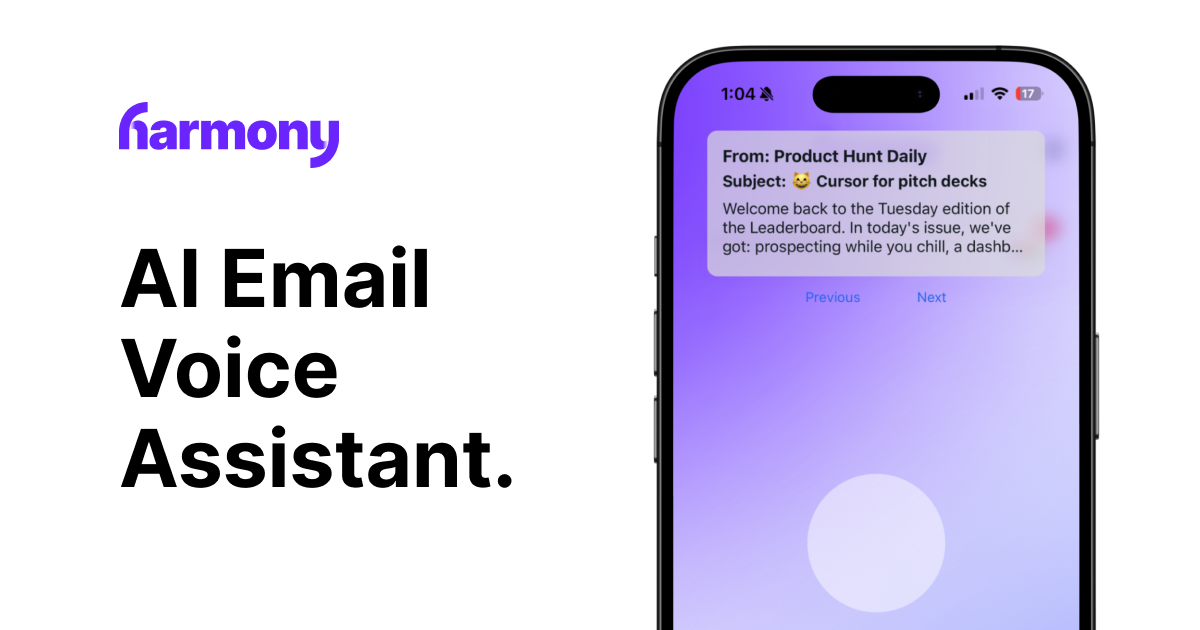 harmony
AI Email
Voice
Assistant.
1:04
17
From: Product Hunt Daily
Subject: 😺 Cursor for pitch decks
Welcome back to the Tuesday edition of
the Leaderboard. In today's issue, we've
got: prospecting while you chill, a dashb...
Previous Next